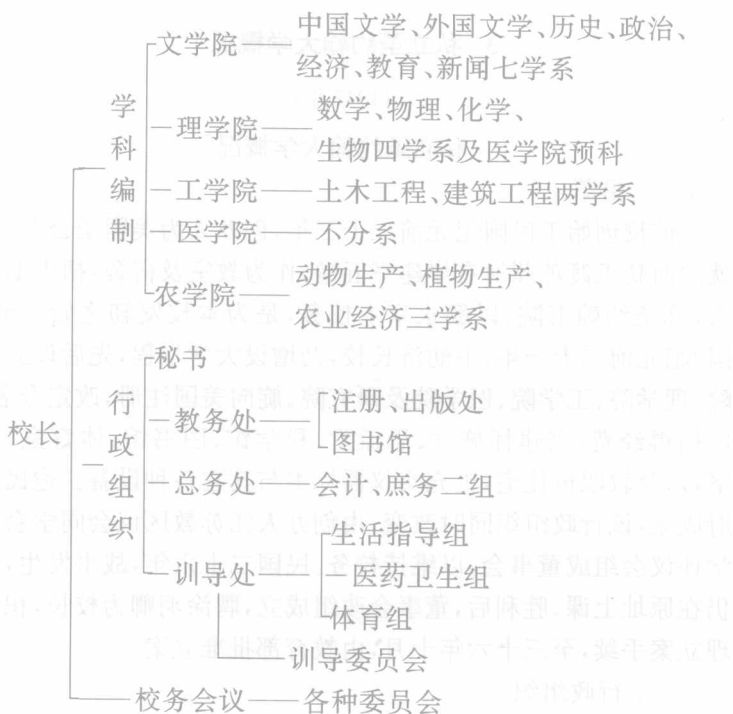 中国文学、外国文学、历史、政治、
文学院
经济、教育、新闻七学系
数学、物理、化学、
理学院
生物四学系及医学院预科
学科编制
工学院——土木工程、建筑工程两学系
医学院——不分系
动物生产、植物生产、
农学院
农业经济三学系
秘书
注册、出版处
教务处
图书馆
校长
行政组织
总务处——会计、庶务二组
生活指导组
训导处——医药卫生组
体育组
训导委员会
校务会议——各种委员会